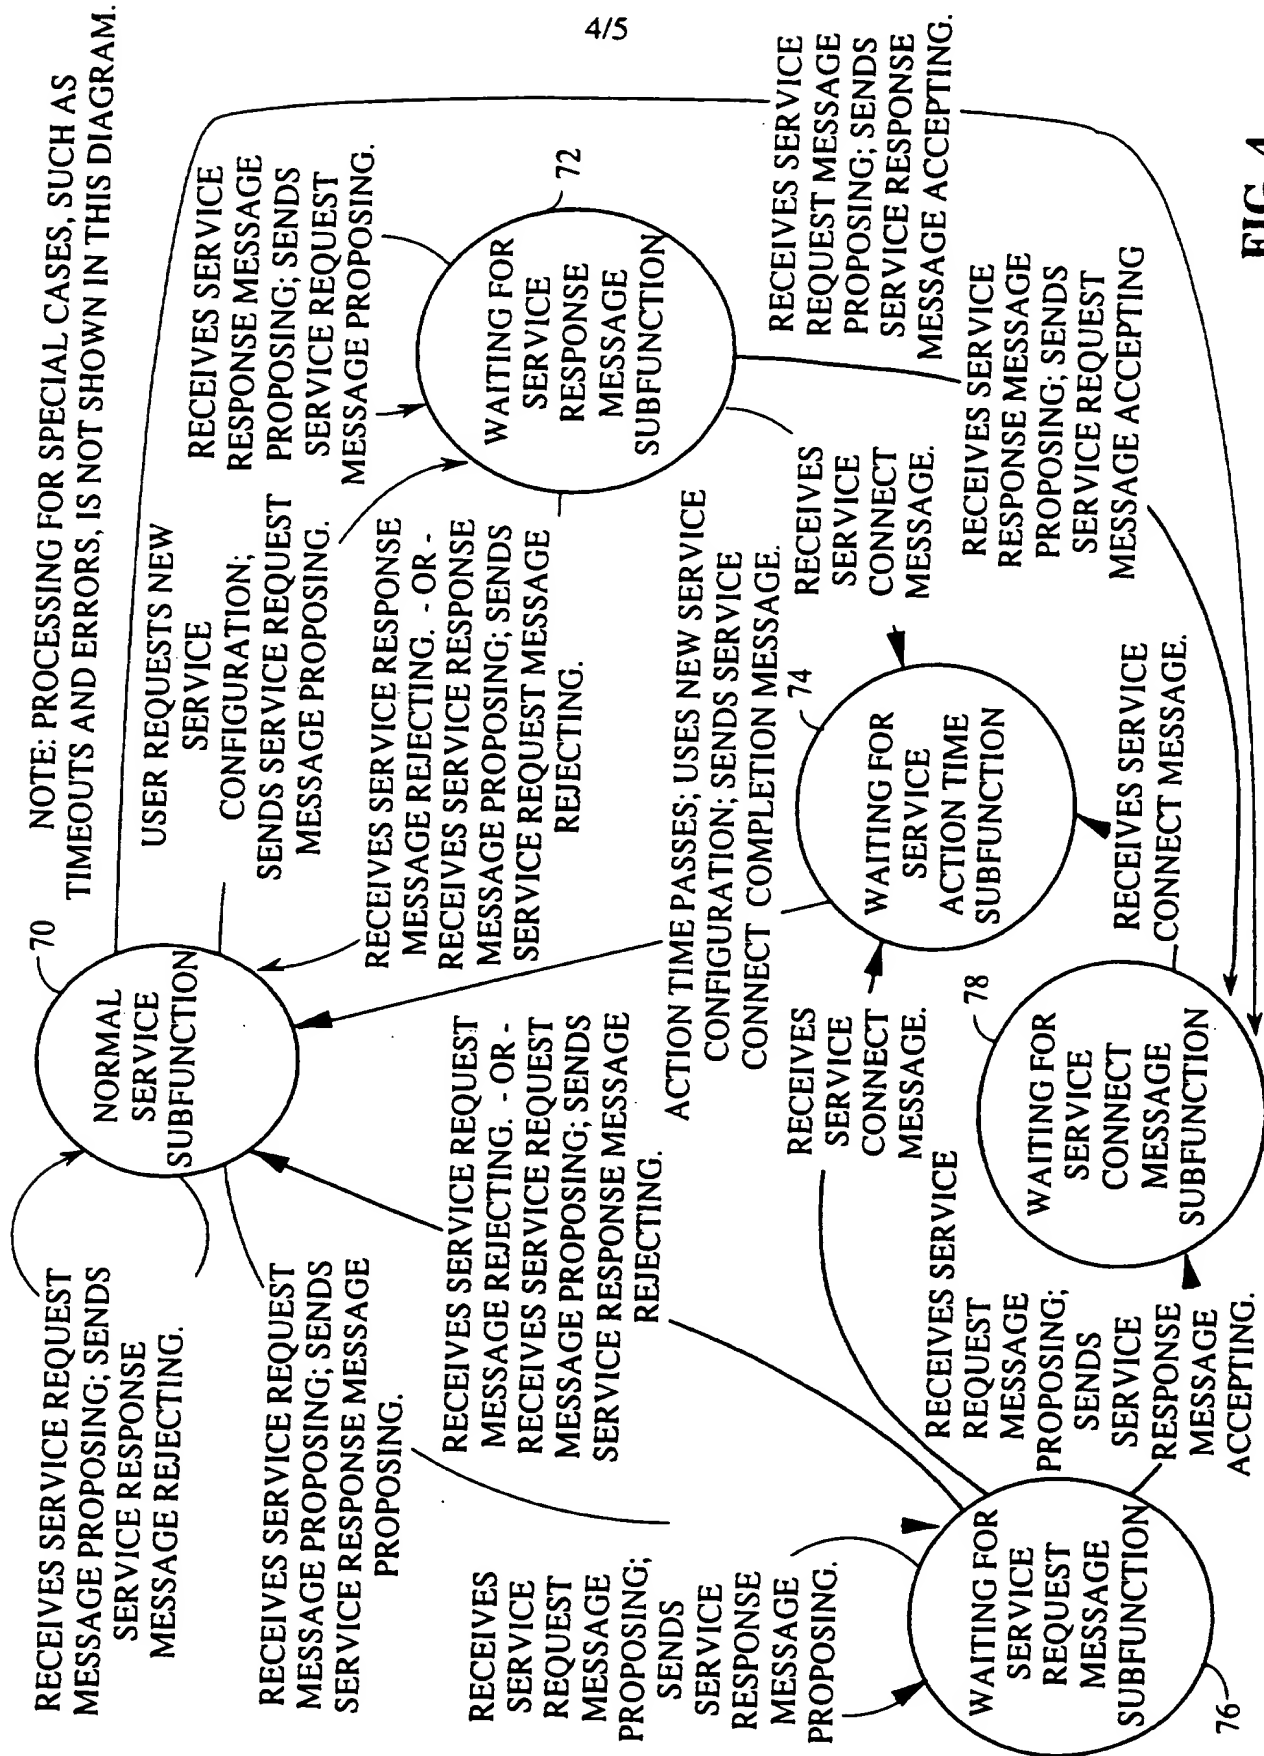 4/5
NOTE: PROCESSING FOR SPECIAL CASES, SUCH AS
TIMEOUTS AND ERRORS, IS NOT SHOWN IN THIS DIAGRAM.
RECEIVES SERVICE REQUEST
MESSAGE PROPOSING; SENDS
SERVICE RESPONSE
MESSAGE REJECTING.
70
NORMAL
SERVICE
SUBFUNCTION
USER REQUESTS NEW
SERVICE
CONFIGURATION;
SENDS SERVICE REQUEST
MESSAGE PROPOSING.
RECEIVES SERVICE
RESPONSE MESSAGE
PROPOSING; SENDS
SERVICE REQUEST
MESSAGE PROPOSING.
72
WAITING FOR
SERVICE
RESPONSE
MESSAGE
SUBFUNCTION
RECEIVES SERVICE REQUEST
MESSAGE PROPOSING; SENDS
SERVICE RESPONSE MESSAGE
PROPOSING.
RECEIVES SERVICE RESPONSE
MESSAGE REJECTING. - OR -
RECEIVES SERVICE RESPONSE
MESSAGE PROPOSING; SENDS
SERVICE REQUEST MESSAGE
REJECTING.
RECEIVES SERVICE REQUEST
MESSAGE REJECTING. - OR -
RECEIVES SERVICE REQUEST
MESSAGE PROPOSING; SENDS
SERVICE RESPONSE MESSAGE
REJECTING.
ACTION TIME PASSES; USES NEW SERVICE
CONFIGURATION; SENDS SERVICE
CONNECT COMPLETION MESSAGE.
RECEIVES SERVICE
REQUEST MESSAGE
PROPOSING; SENDS
SERVICE RESPONSE
MESSAGE ACCEPTING.
RECEIVES
SERVICE
CONNECT
MESSAGE.
RECEIVES SERVICE
RESPONSE MESSAGE
PROPOSING; SENDS
SERVICE REQUEST
MESSAGE ACCEPTING
74
WAITING FOR
SERVICE
ACTION TIME
SUBFUNCTION
RECEIVES
SERVICE
REQUEST
MESSAGE
PROPOSING;
SENDS
SERVICE
RESPONSE
MESSAGE
PROPOSING.
RECEIVES
SERVICE
CONNECT
MESSAGE.
RECEIVES SERVICE
CONNECT MESSAGE.
76
WAITING FOR
SERVICE
REQUEST
MESSAGE
SUBFUNCTION
RECEIVES SERVICE
REQUEST
MESSAGE
PROPOSING;
SENDS
SERVICE
RESPONSE
MESSAGE
ACCEPTING.
78
WAITING FOR
SERVICE
CONNECT
MESSAGE
SUBFUNCTION